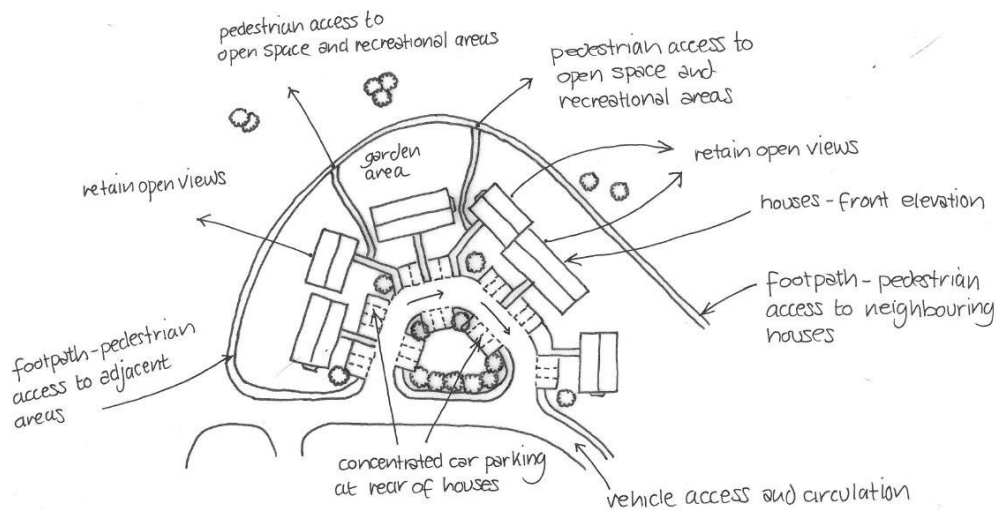 pedestrian access to
open space and recreational areas
pedestrian access to
open space and
recreational areas
garden
area
retain open views
retain open views
houses - front elevation
footpath - pedestrian
access to neighbouring
houses
footpath - pedestrian
access to adjacent
areas
concentrated car parking
at rear of houses
vehicle access and circulation